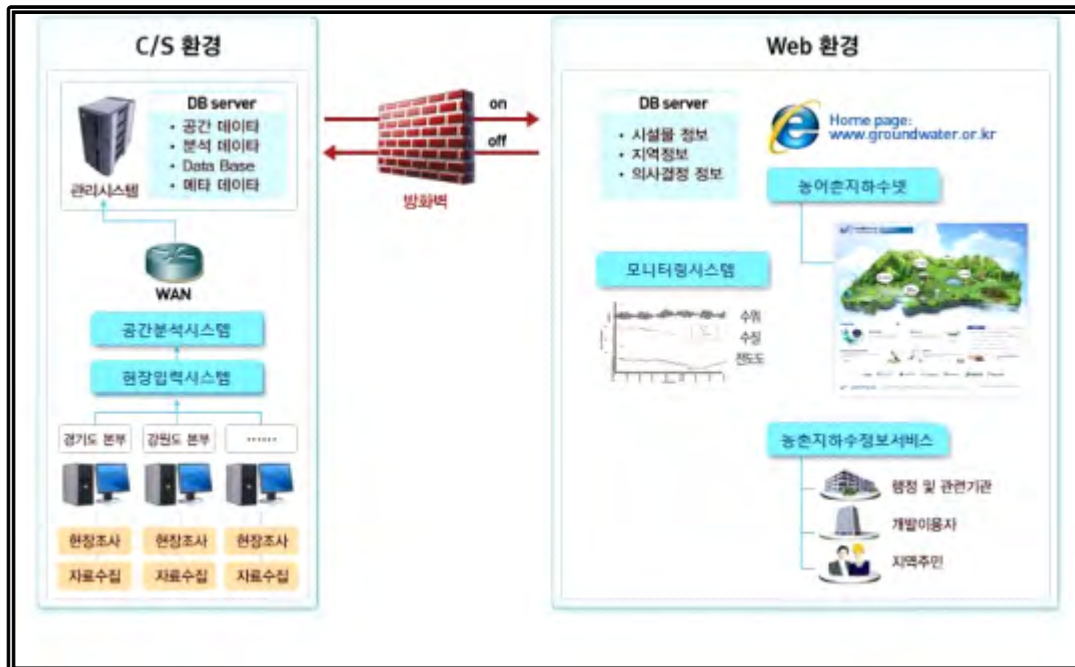 C/S 환경
DB server
• 공간 데이타
• 분석 데이타
• Data Base
• 메타 데이타
관리시스템
WAN
공간분석시스템
현장입력시스템
경기도 본부
강원도 본부
······
현장조사
현장조사
현장조사
자료수집
자료수집
자료수집
on
off
방화벽
Web 환경
DB server
• 시설물 정보
• 지역정보
• 의사결정 정보
Home page:
www.groundwater.or.kr
농어촌지하수넷
모니터링시스템
수위
수질
전도도
농촌지하수정보서비스
행정 및 관련기관
개발이용자
지역주민